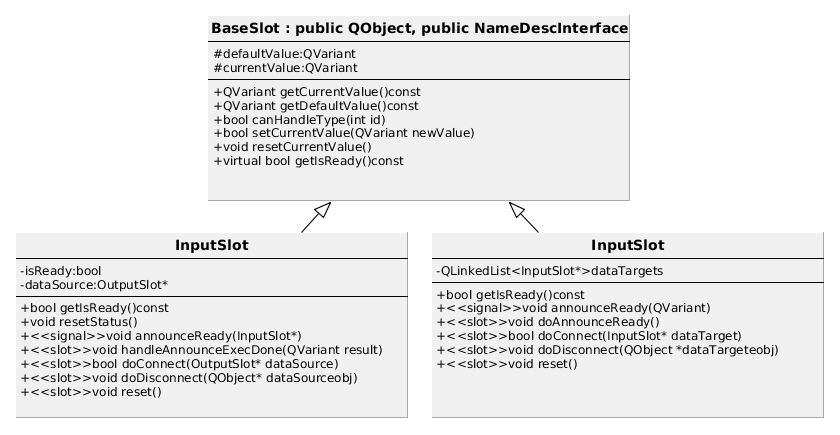 BaseSlot : public QObject, public NameDescInterface
#defaultValue:QVariant
#currentValue:QVariant
+QVariant getCurrentValue()const
+QVariant getDefaultValue()const
+bool canHandleType(int id)
+bool setCurrentValue(QVariant newValue)
+void resetCurrentValue()
+virtual bool getIsReady()const
InputSlot
-isReady:bool
-dataSource:OutputSlot*
+bool getIsReady()const
+void resetStatus()
+<<signal>>void announceReady(InputSlot*)
+<<slot>>void handleAnnounceExecDone(QVariant result)
+<<slot>>bool doConnect(OutputSlot* dataSource)
+<<slot>>void doDisconnect(QObject* dataSourceobj)
+<<slot>>void reset()
InputSlot
-QLinkedList<InputSlot*>dataTargets
+bool getIsReady()const
+<<signal>>void announceReady(QVariant)
+<<slot>>void doAnnounceReady()
+<<slot>>bool doConnect(InputSlot* dataTarget)
+<<slot>>void doDisconnect(QObject *dataTargeteobj)
+<<slot>>void reset()